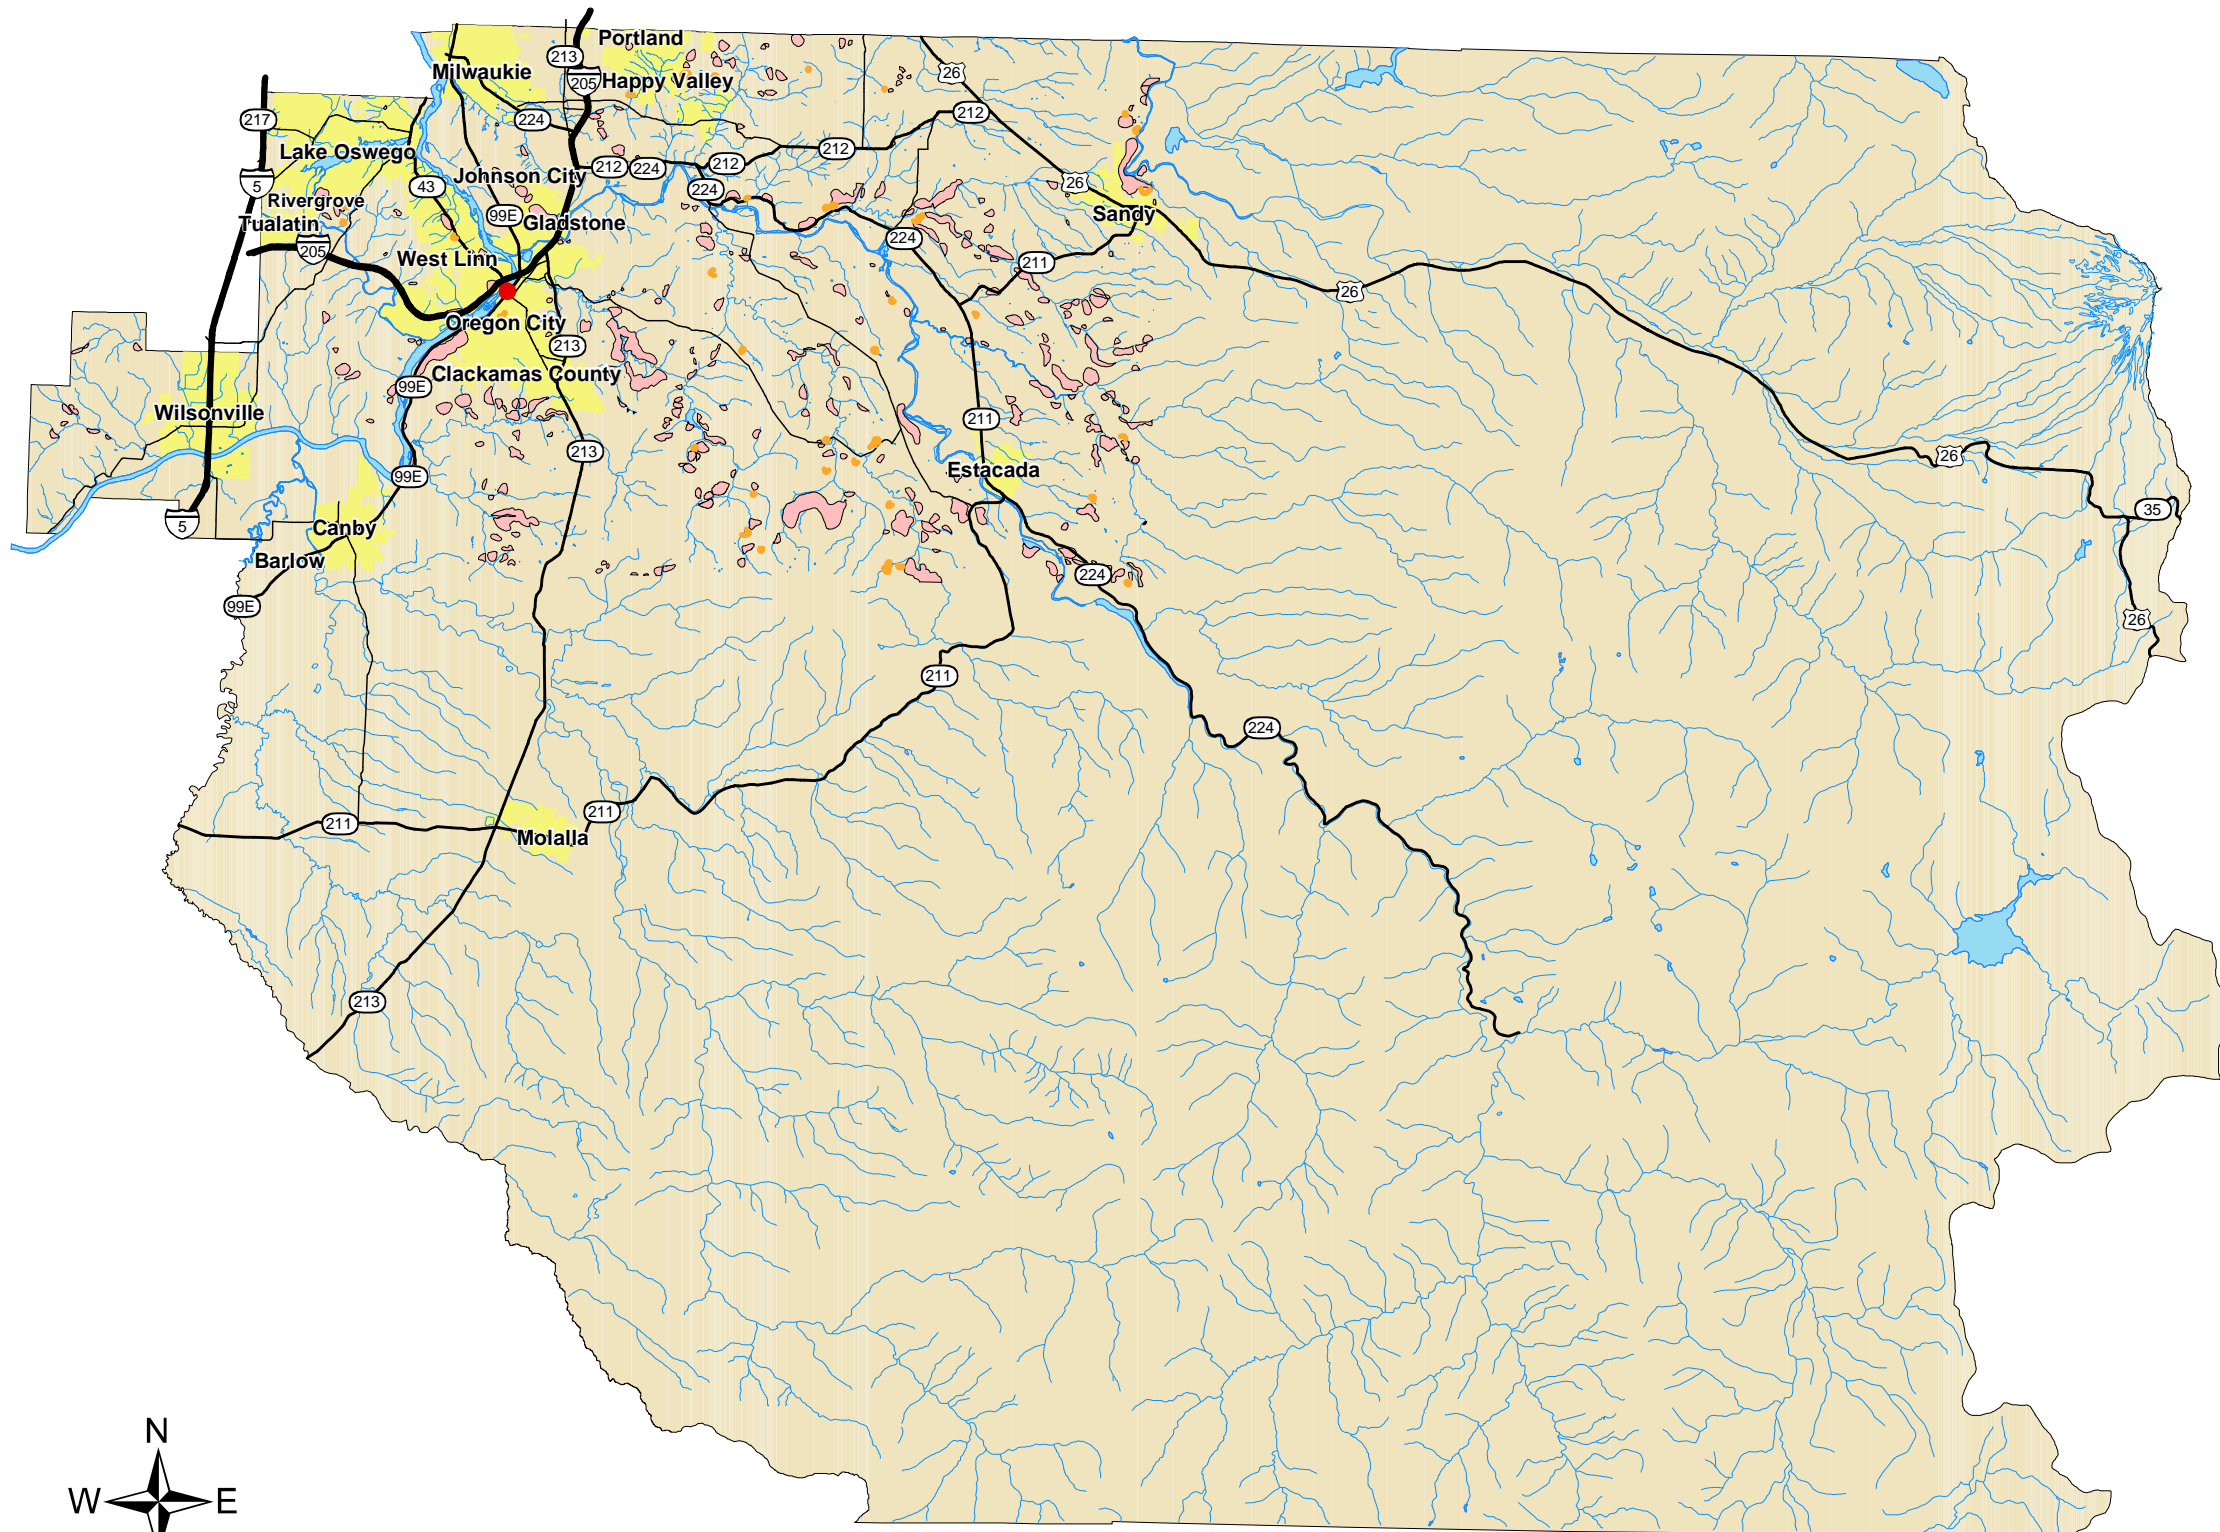 Portland
213
26
Milwaukie
205
Happy Valley
217
224
212
Lake Oswego
212
5
Johnson City
212
224
212
224
43
26
Rivergrove
99E
Sandy
Tualatin
Gladstone
205
224
West Linn
211
26
Oregon City
213
Clackamas County
99E
Wilsonville
211
213
26
Estacada
99E
35
5
Canby
Barlow
224
99E
26
211
224
211
211
Molalla
213
N
W
E